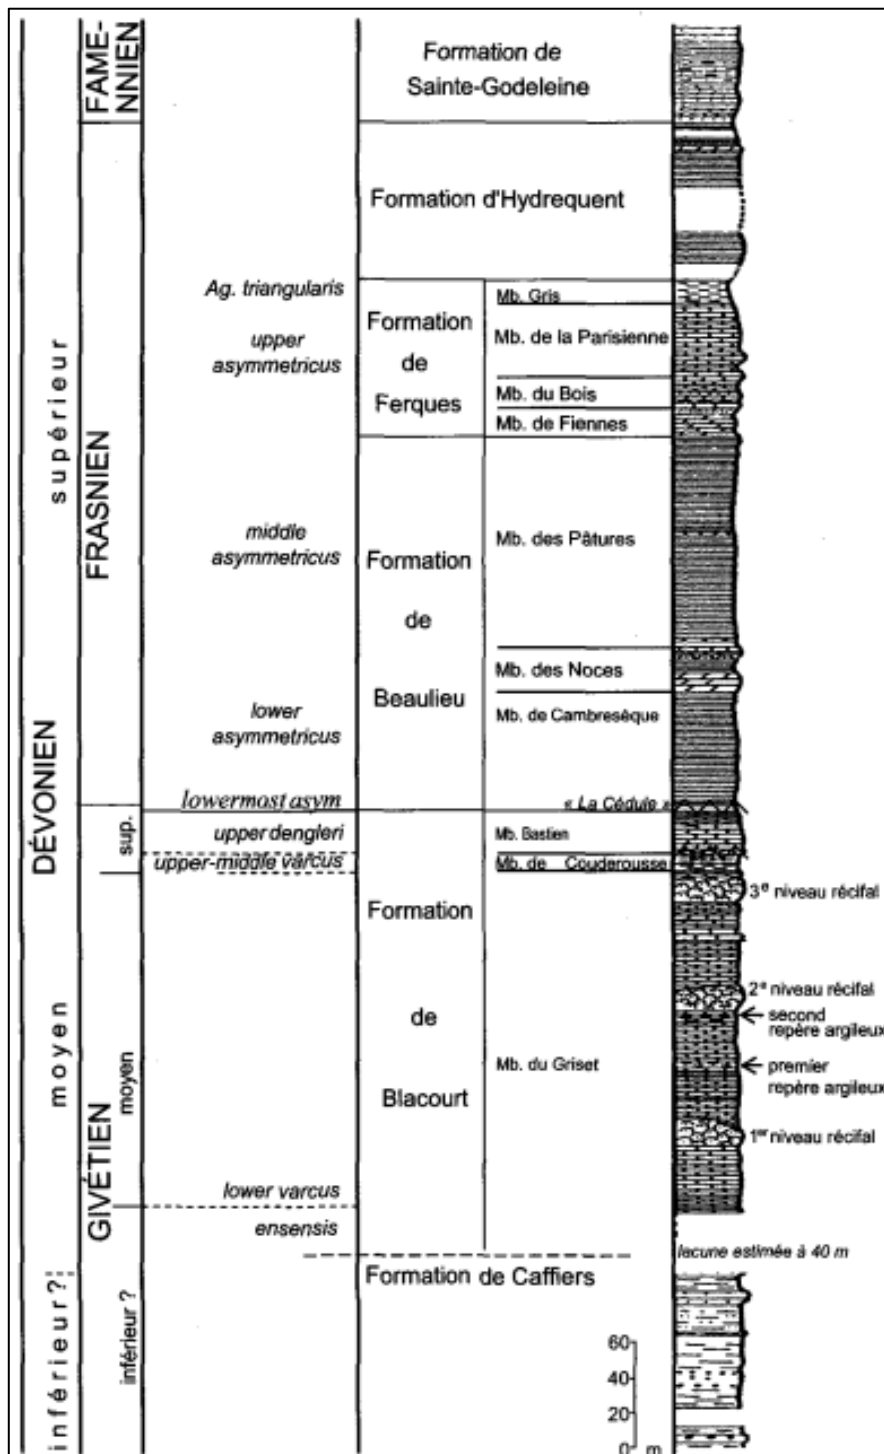 FAME-
NNIEN
Formation de
Sainte-Godeleine
Formation d'Hydrequent
supérieur
FRASNIEN
Ag. triangularis
upper
asymmetricus
Formation
de
Ferques
Mb. Gris
Mb. de la Parisienne
Mb. du Bois
Mb. de Fiennes
middle
asymmetricus
Formation
de
Beaulieu
Mb. des Pâtures
Mb. des Noces
lower
asymmetricus
Mb. de Cambresèque
DÉVONIEN
lowermost asym
« La Cédule »
sup.
upper dengleri
Mb. Bastien
upper-middle varcus
Mb. de Couderousse
3e niveau récifal
Formation
de
Blacourt
2e niveau récifal
second
repère argileux
premier
repère argileux
moyen
moyen
Mb. du Griset
1er niveau récifal
GIVÉTIEN
lower varcus
ensensis
lacune estimée à 40 m
Formation de Caffiers
inférieur?
inférieur ?
60
40
20
0 m